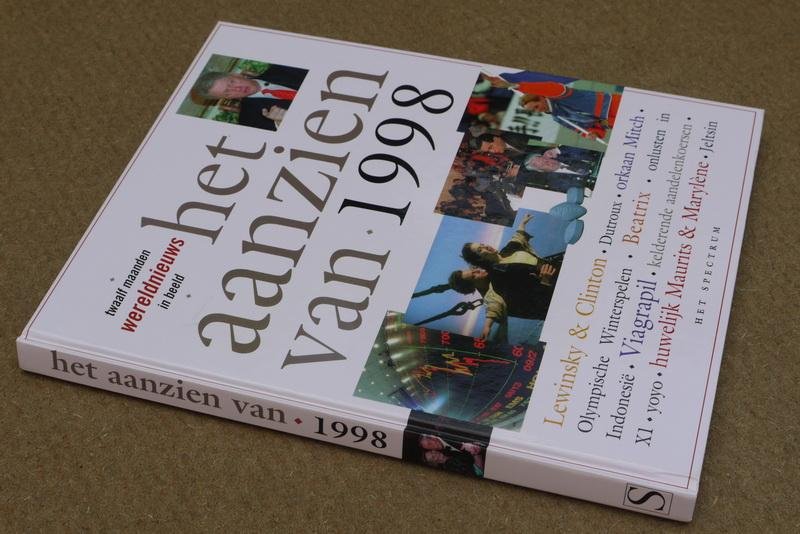 twaalf maanden
wereldnieuws
in beeld
het
aanzien
van · 1998
Lewinsky & Clinton • Dutroux • orkaan Mitch •
Olympische Winterspelen • Beatrix • onlusten in
Indonesië • Viagrapil • kelderende aandelenkoersen •
XI • yoyo • huwelijk Maurits & Marylène • Jeltsin
HET SPECTRUM
het aanzien van · 1998
S